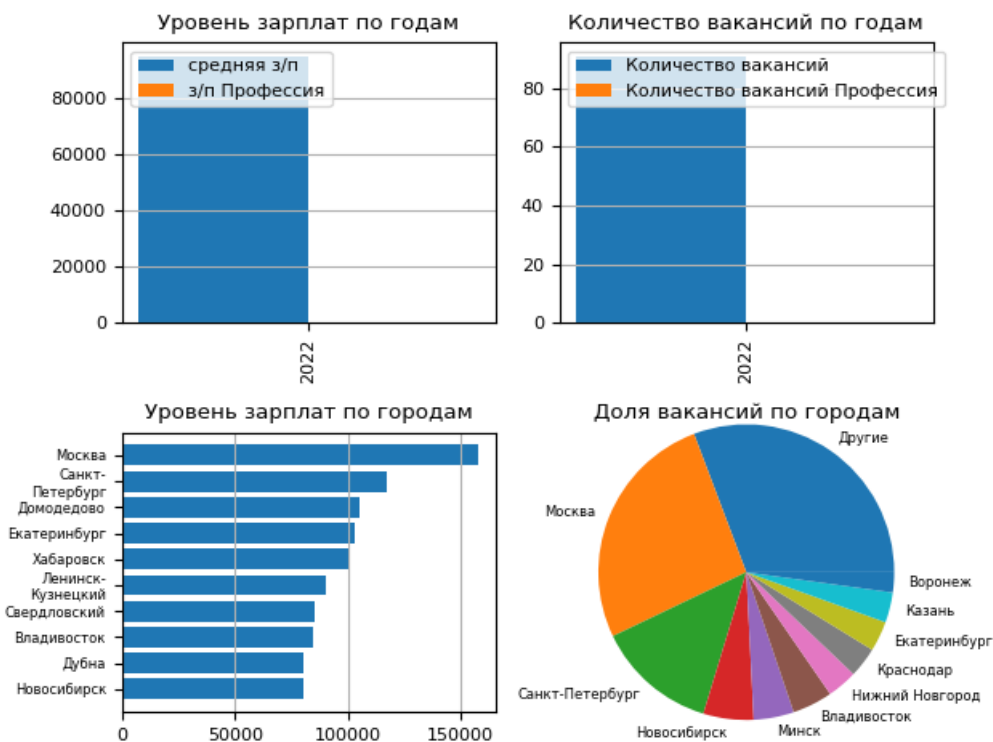 Уровень зарплат по годам
средняя з/п
з/п Профессия
80000
60000
40000
20000
0
2022
Количество вакансий по годам
Количество вакансий
Количество вакансий Профессия
80
60
40
20
0
2022
Уровень зарплат по городам
Москва
Санкт-
Петербург
Домодедово
Екатеринбург
Хабаровск
Ленинск-
Кузнецкий
Свердловский
Владивосток
Дубна
Новосибирск
0 50000 100000 150000
Доля вакансий по городам
Другие
Москва
Санкт-Петербург
Новосибирск
Минск
Владивосток
Нижний Новгород
Краснодар
Екатеринбург
Казань
Воронеж